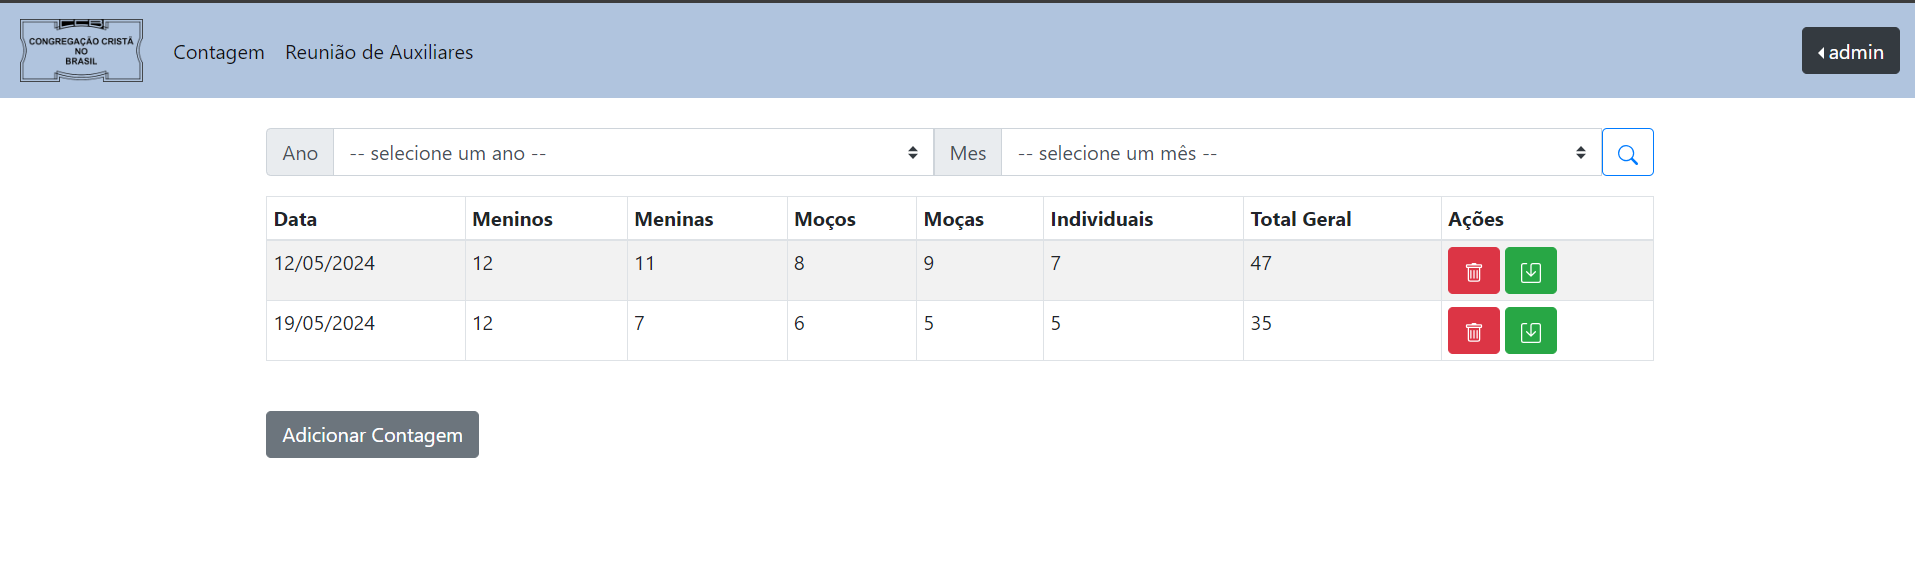 CONGREGAÇÃO CRISTÃ
NO
BRASIL
Contagem Reunião de Auxiliares admin
Ano -- selecione um ano -- Mes -- selecione um mês --
Data Meninos Meninas Moços Moças Individuais Total Geral Ações
12/05/2024 12 11 8 9 7 47
19/05/2024 12 7 6 5 5 35
Adicionar Contagem